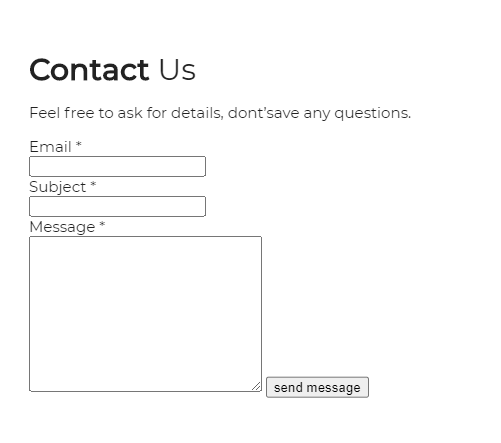 Contact Us
Feel free to ask for details, dont'save any questions.
Email *
Subject *
Message *
send message